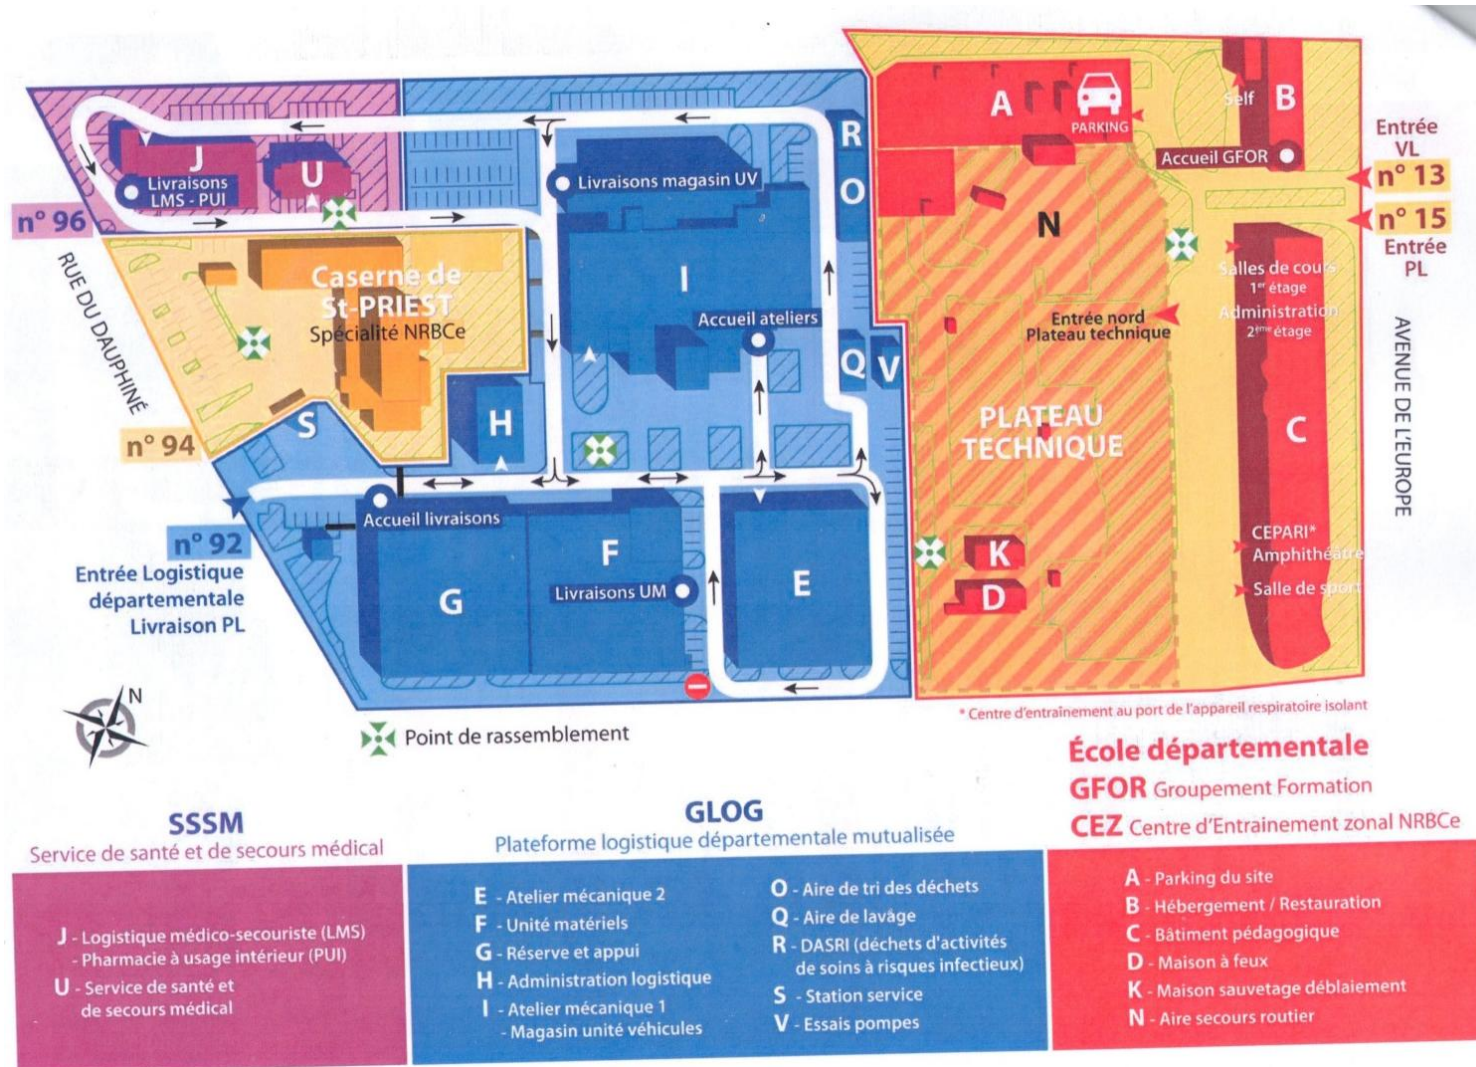 A
PARKING
Self
B
Accueil GFOR
Entrée
VL
n° 13
n° 15
Entrée
PL
J
Livraisons
LMS - PUI
U
R
O
Livraisons magasin UV
N
n° 96
RUE DU DAUPHINÉ
Caserne de
St-PRIEST
Spécialité NRBCe
I
Accueil ateliers
Q
V
Entrée nord
Plateau technique
Salles de cours
1er étage
Administration
2ème étage
AVENUE DE L'EUROPE
n° 94
S
H
PLATEAU
TECHNIQUE
C
Accueil livraisons
n° 92
Entrée Logistique
départementale
Livraison PL
G
F
Livraisons UM
E
K
D
CEPARI*
Amphithéâtre
Salle de sport
N
Point de rassemblement
* Centre d'entraînement au port de l'appareil respiratoire isolant
SSSM
Service de santé et de secours médical
J - Logistique médico-secouriste (LMS)
- Pharmacie à usage intérieur (PUI)
U - Service de santé et
de secours médical
GLOG
Plateforme logistique départementale mutualisée
E - Atelier mécanique 2
F - Unité matériels
G - Réserve et appui
H - Administration logistique
I - Atelier mécanique 1
- Magasin unité véhicules
O - Aire de tri des déchets
Q - Aire de lavâge
R - DASRI (déchets d'activités
de soins à risques infectieux)
S - Station service
V - Essais pompes
École départementale
GFOR Groupement Formation
CEZ Centre d'Entrainement zonal NRBCe
A - Parking du site
B - Hébergement / Restauration
C - Bâtiment pédagogique
D - Maison à feux
K - Maison sauvetage déblaiement
N - Aire secours routier